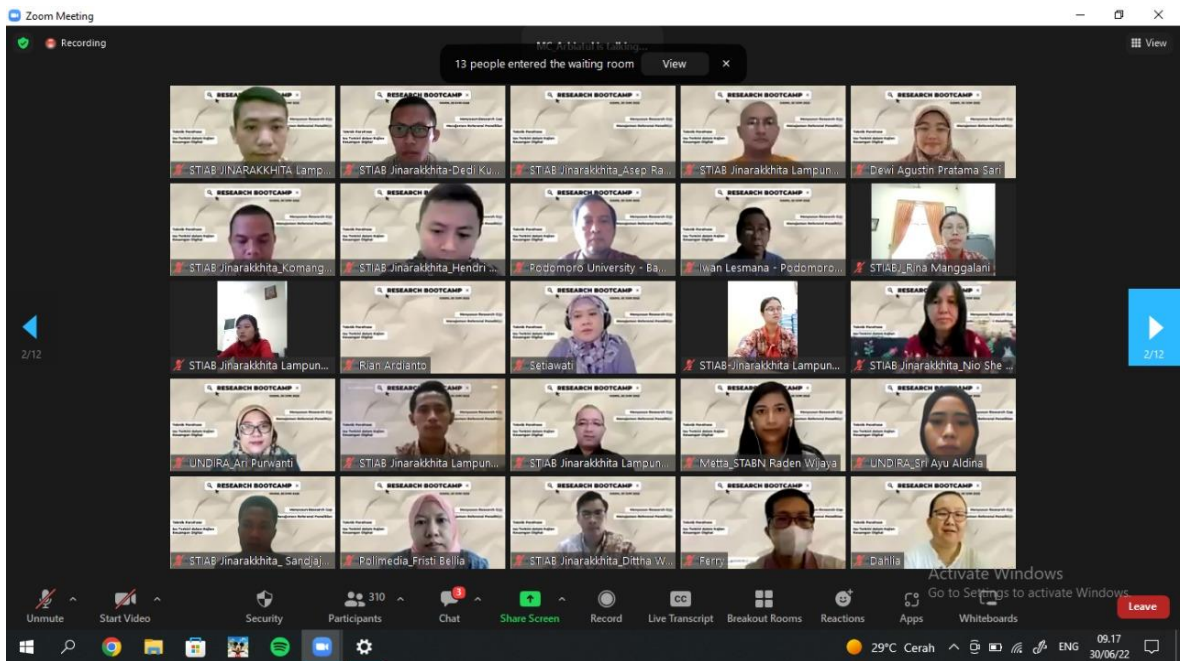 Zoom Meeting
Recording
MC_Arbiatul is talking...
View
13 people entered the waiting room View
RESEARCH BOOTCAMP
STIAB JINARAKKHITA Lamp...
STIAB Jinarakkhita-Dedi Ku...
STIAB Jinarakkhita_Asep Ra...
STIAB Jinarakkhita Lampun...
Dewi Agustin Pratama Sari
STIAB Jinarakkhita_Komang...
STIAB Jinarakkhita_Hendri ...
Podomoro University - Ba...
Iwan Lesmana - Podomoro...
STIABJ_Rina Manggalani
2/12
STIAB Jinarakkhita Lampun...
Rian Ardianto
Setiawati
STIAB-Jinarakkhita Lampun...
STIAB Jinarakkhita_Nio She ...
2/12
UNDIRA_Ari Purwanti
STIAB Jinarakkhita Lampun...
STIAB Jinarakkhita Lampun...
Metta_STABN Raden Wijaya
UNDIRA_Sri Ayu Aldina
STIAB Jinarakkhita_ Sandjaj...
Polimedia_Fristi Bellia
STIAB Jinarakkhita_Dittha W...
Ferry
Dahlia
Activate Windows
Go to Settings to activate Windows.
Unmute
Start Video
Security
Participants 310
Chat 3
Share Screen
Record
CC
Live Transcript
Breakout Rooms
Reactions
Apps
Whiteboards
Leave
29°C Cerah
ENG
09.17
30/06/22